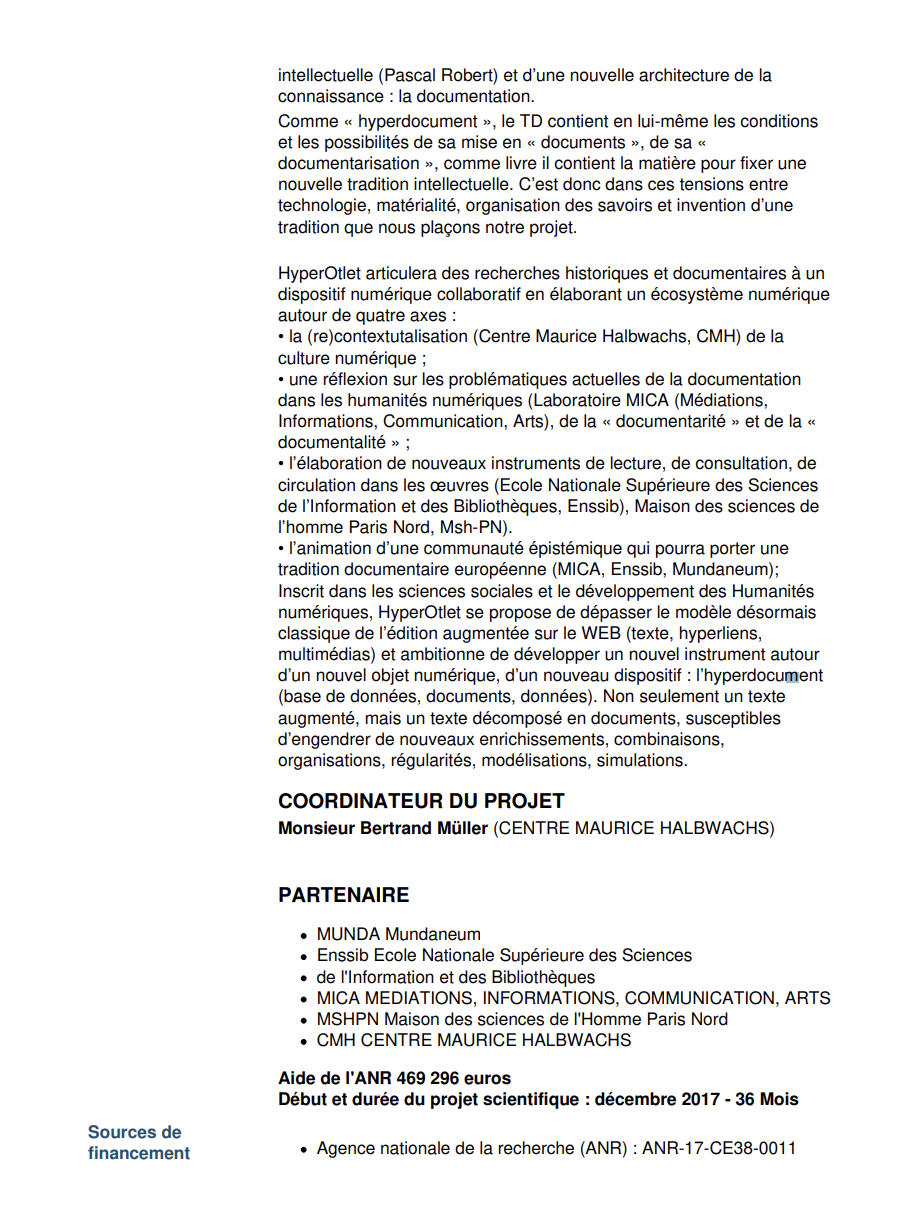 intellectuelle (Pascal Robert) et d’une nouvelle architecture de la
connaissance : la documentation.
Comme « hyperdocument », le TD contient en lui-même les conditions
et les possibilités de sa mise en « documents », de sa «
documentarisation », comme livre il contient la matière pour fixer une
nouvelle tradition intellectuelle. C’est donc dans ces tensions entre
technologie, matérialité, organisation des savoirs et invention d’une
tradition que nous plaçons notre projet.
HyperOtlet articulera des recherches historiques et documentaires à un
dispositif numérique collaboratif en élaborant un écosystème numérique
autour de quatre axes :
• la (re)contextutalisation (Centre Maurice Halbwachs, CMH) de la
culture numérique ;
• une réflexion sur les problématiques actuelles de la documentation
dans les humanités numériques (Laboratoire MICA (Médiations,
Informations, Communication, Arts), de la « documentarité » et de la «
documentalité » ;
• l’élaboration de nouveaux instruments de lecture, de consultation, de
circulation dans les œuvres (Ecole Nationale Supérieure des Sciences
de l’Information et des Bibliothèques, Enssib), Maison des sciences de
l’homme Paris Nord, Msh-PN).
• l’animation d’une communauté épistémique qui pourra porter une
tradition documentaire européenne (MICA, Enssib, Mundaneum);
Inscrit dans les sciences sociales et le développement des Humanités
numériques, HyperOtlet se propose de dépasser le modèle désormais
classique de l’édition augmentée sur le WEB (texte, hyperliens,
multimédias) et ambitionne de développer un nouvel instrument autour
d’un nouvel objet numérique, d’un nouveau dispositif : l’hyperdocument
(base de données, documents, données). Non seulement un texte
augmenté, mais un texte décomposé en documents, susceptibles
d’engendrer de nouveaux enrichissements, combinaisons,
organisations, régularités, modélisations, simulations.
COORDINATEUR DU PROJET
Monsieur Bertrand Müller (CENTRE MAURICE HALBWACHS)
PARTENAIRE
• MUNDA Mundaneum
• Enssib Ecole Nationale Supérieure des Sciences
• de l'Information et des Bibliothèques
• MICA MEDIATIONS, INFORMATIONS, COMMUNICATION, ARTS
• MSHPN Maison des sciences de l'Homme Paris Nord
• CMH CENTRE MAURICE HALBWACHS
Aide de l'ANR 469 296 euros
Début et durée du projet scientifique : décembre 2017 - 36 Mois
Sources de
financement
• Agence nationale de la recherche (ANR) : ANR-17-CE38-0011